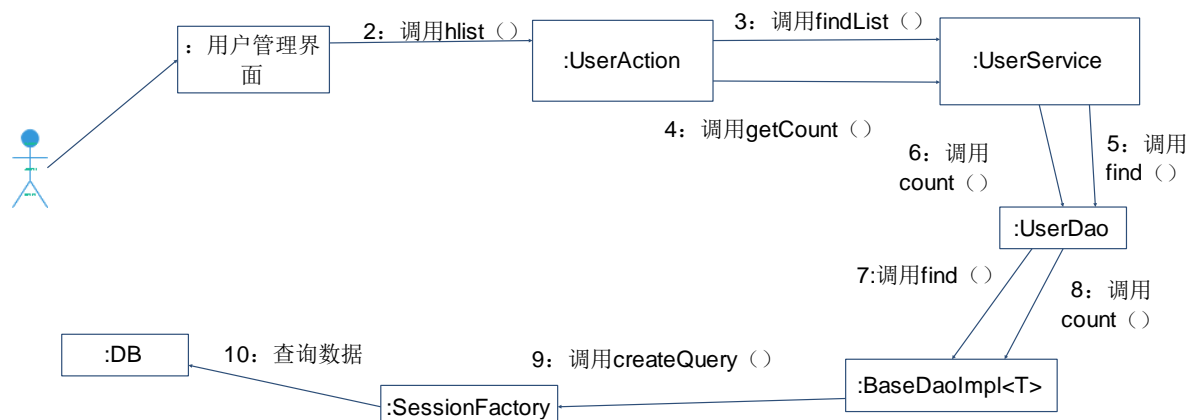 ：用户管理界
面
2：调用hlist（）
:UserAction
3：调用findList（）
:UserService
4：调用getCount（）
6：调用
count（）
5：调用
find（）
:UserDao
7:调用find（）
8：调用
count（）
:DB
10：查询数据
9：调用createQuery（）
:BaseDaoImpl<T>
:SessionFactory